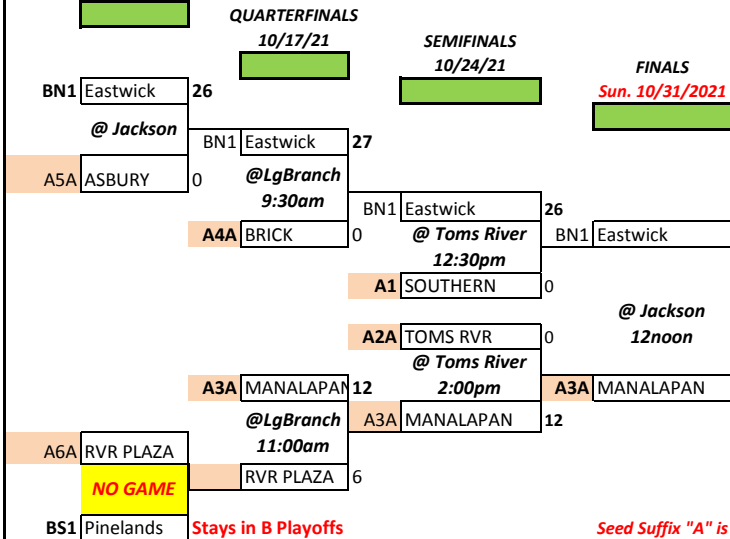 QUARTERFINALS
10/17/21
SEMIFINALS
10/24/21
FINALS
Sun. 10/31/2021
BN1 Eastwick 26
@ Jackson
A5A ASBURY 0
BN1 Eastwick 27
@LgBranch
9:30am
A4A BRICK 0
BN1 Eastwick 26
@ Toms River
12:30pm
A1 SOUTHERN 0
BN1 Eastwick
@ Jackson
12noon
A2A TOMS RVR 0
@ Toms River
2:00pm
A3A MANALAPAN
A3A MANALAPAN 12
@LgBranch
11:00am
A3A MANALAPAN 12
A6A RVR PLAZA
NO GAME
RVR PLAZA 6
BS1 Pinelands Stays in B Playoffs
Seed Suffix "A" is